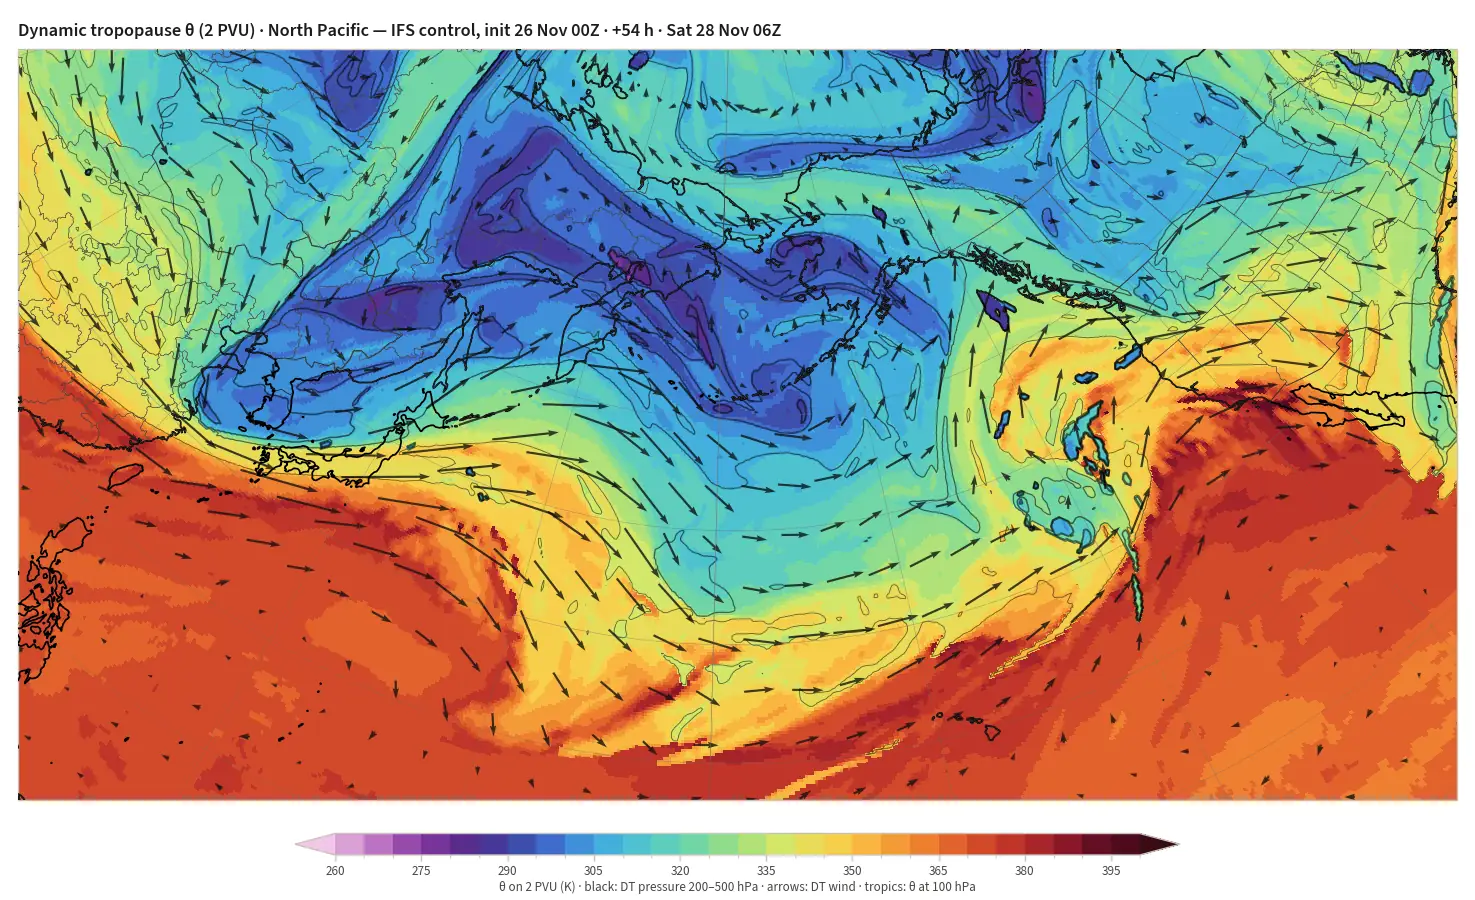 Dynamic tropopause θ (2 PVU) · North Pacific — IFS control, init 26 Nov 00Z · +54 h · Sat 28 Nov 06Z
260 275 290 305 320 335 350 365 380 395
θ on 2 PVU (K) · black: DT pressure 200–500 hPa · arrows: DT wind · tropics: θ at 100 hPa